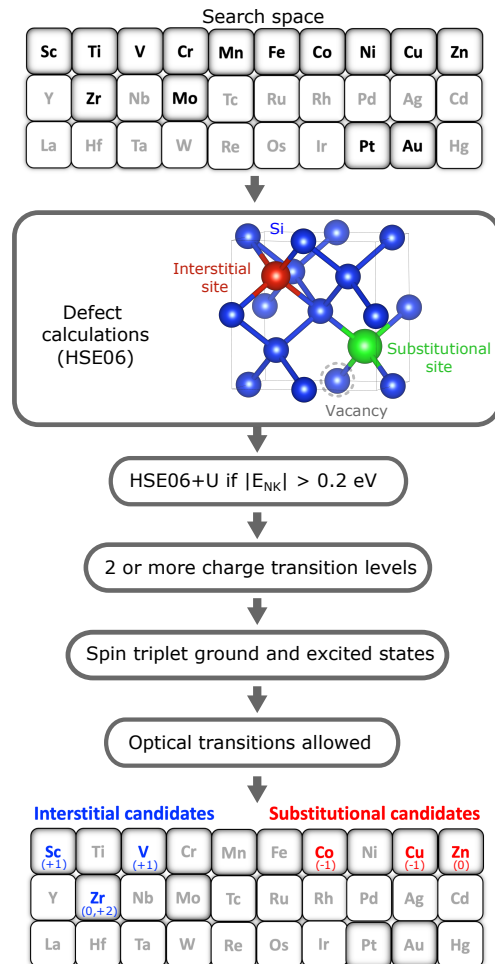 Search space
Sc Ti V Cr Mn Fe Co Ni Cu Zn
Y Zr Nb Mo Tc Ru Rh Pd Ag Cd
La Hf Ta W Re Os Ir Pt Au Hg
Si
Interstitial
site
Defect
calculations
(HSE06)
Substitutional
site
Vacancy
HSE06+U if |E_NK| > 0.2 eV
2 or more charge transition levels
Spin triplet ground and excited states
Optical transitions allowed
Interstitial candidates Substitutional candidates
Sc Ti V Cr Mn Fe Co Ni Cu Zn
(+1) (+1) (-1) (-1) (0)
Y Zr Nb Mo Tc Ru Rh Pd Ag Cd
(0,+2)
La Hf Ta W Re Os Ir Pt Au Hg